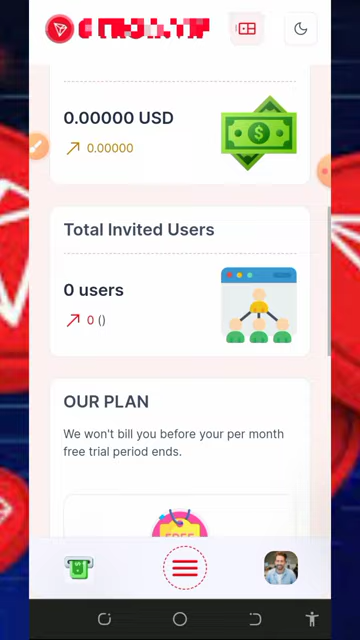 0.00000 USD
0.00000
Total Invited Users
0 users
0 ()
OUR PLAN
We won't bill you before your per month
free trial period ends.
FREE